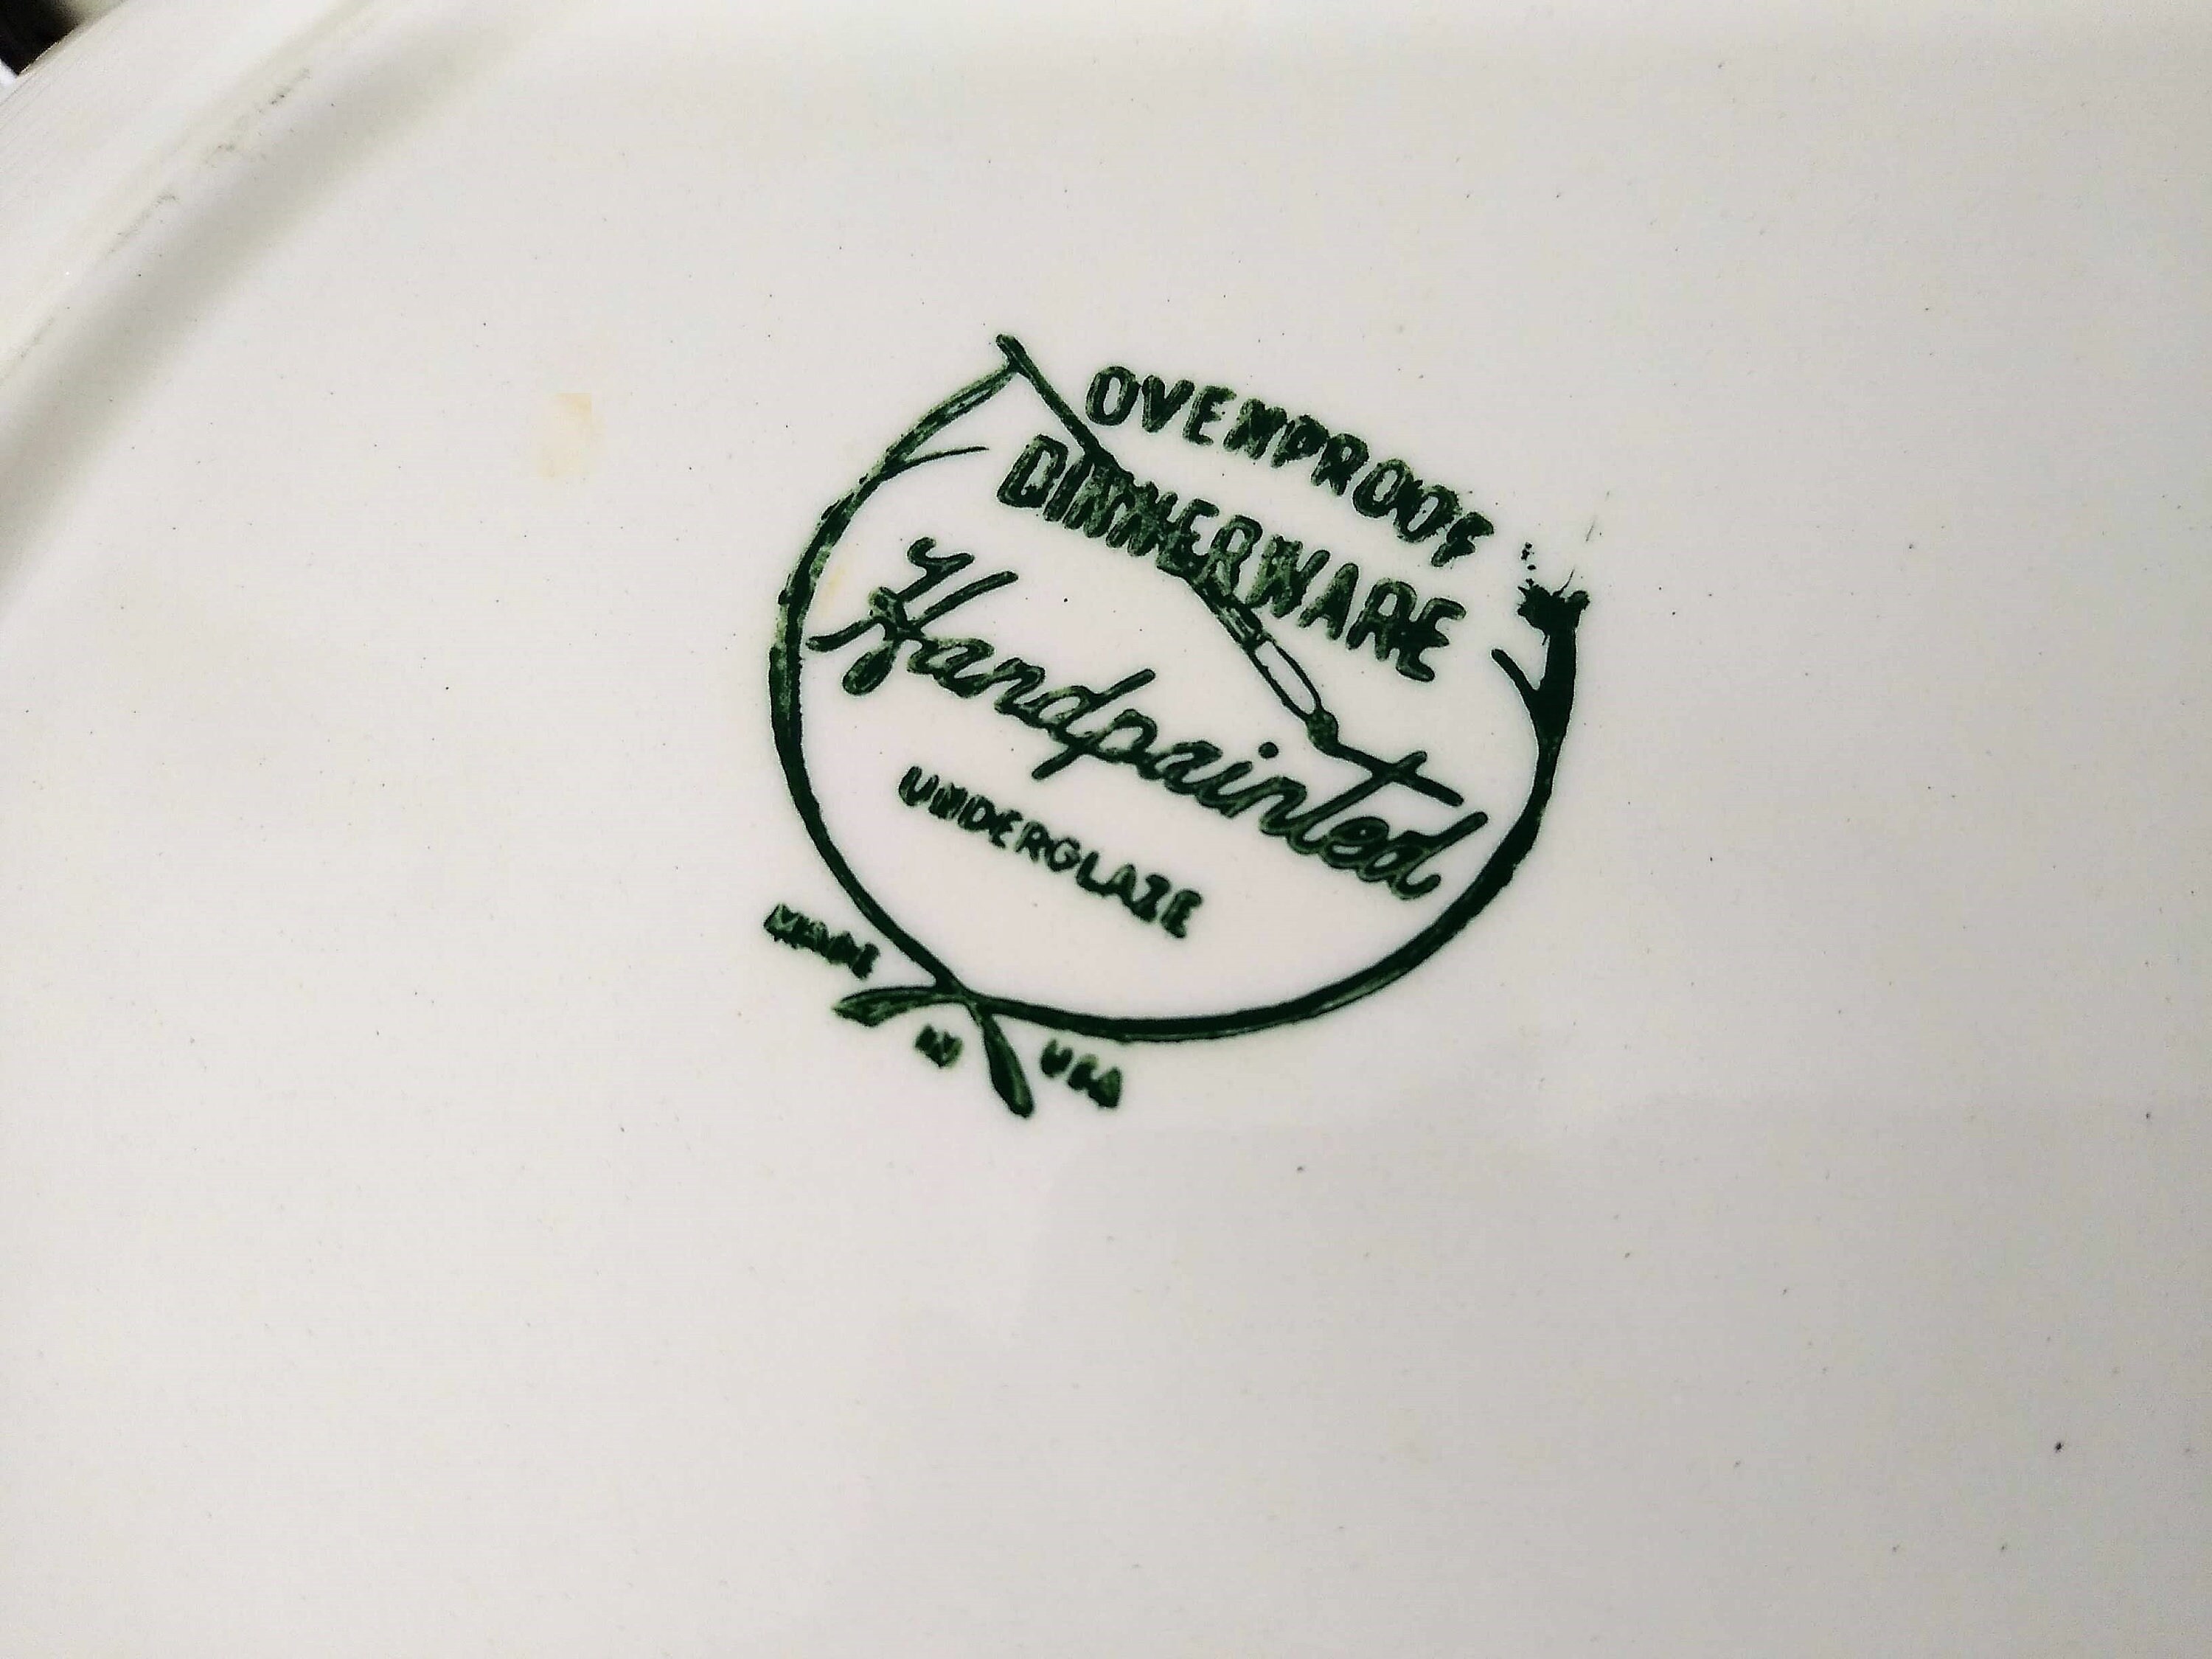 OVENPROOF
DINNERWARE
Handpainted
UNDERGLAZE
MADE IN USA